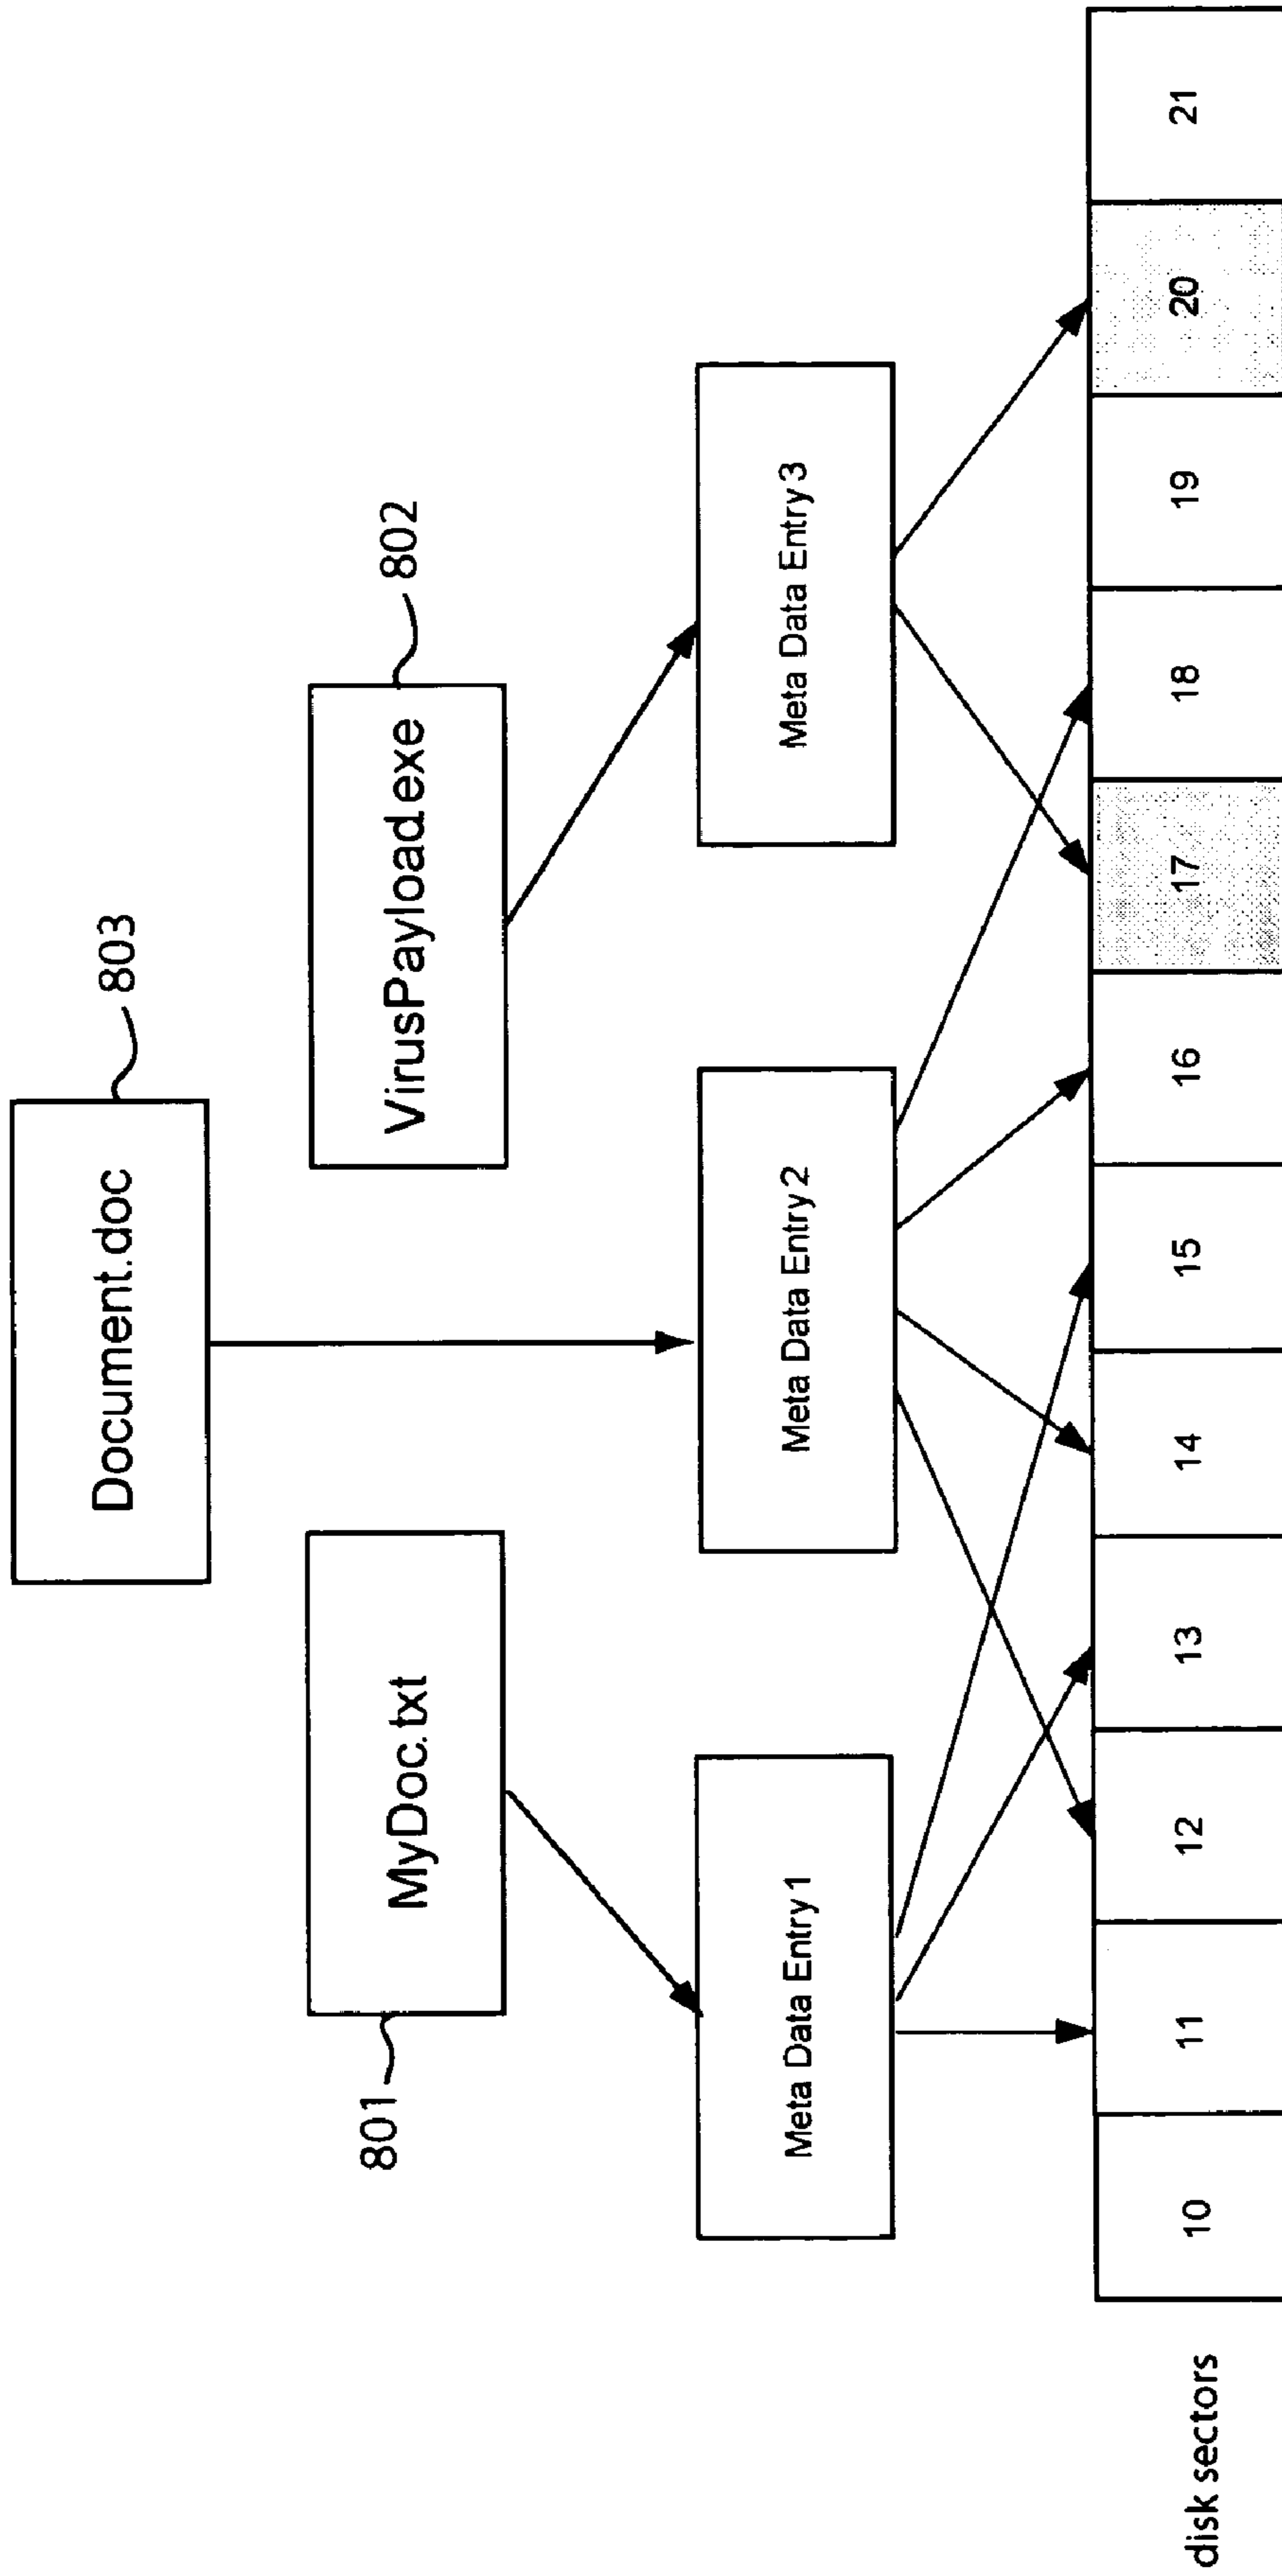 Document.doc
803
MyDoc.txt
801
VirusPayload.exe
802
Meta Data Entry 1
Meta Data Entry 2
Meta Data Entry 3
disk sectors
10
11
12
13
14
15
16
17
18
19
20
21